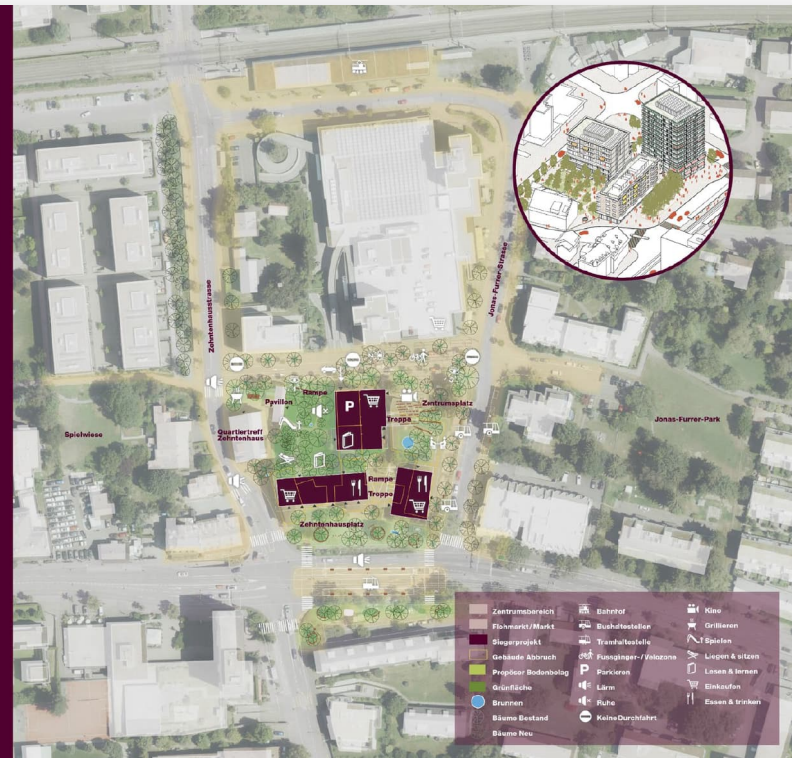 Zehntenhausstrasse
Jonas-Furrer-Strasse
Rampe
Pavillon
P
Zentrumsplatz
Treppe
Jonas-Furrer-Park
Spielwiese
Quartiertreff
Zehntenhaus
Rampe
Treppe
Zehntenhausplatz
Zentrumsbereich
Flohmarkt/Markt
Siegerprojekt
Gebäude Abbruch
Poröser Bodenbelag
Grünfläche
Brunnen
Bäume Bestand
Bäume Neu
Bahnhof
Bushaltestellen
Tramhaltestelle
Fussgänger-/Velozone
P Parkieren
Lärm
Ruhe
Keine Durchfahrt
Kino
Grillieren
Spielen
Liegen & sitzen
Lesen & lernen
Einkaufen
Essen & trinken